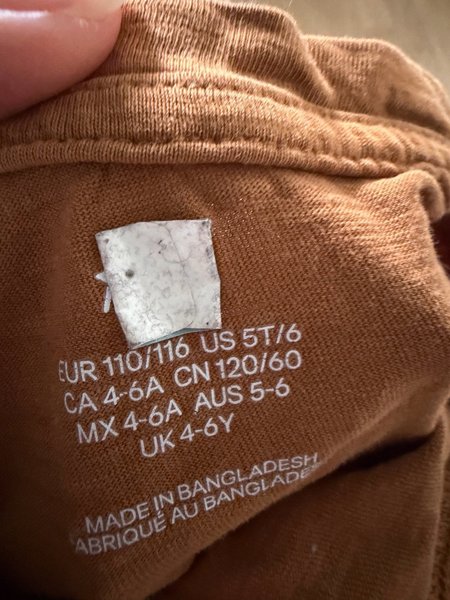 EUR 110/116 US 5T/6
CA 4-6A CN 120/60
MX 4-6A AUS 5-6
UK 4-6Y
MADE IN BANGLADESH
FABRIQUÉ AU BANGLADESH